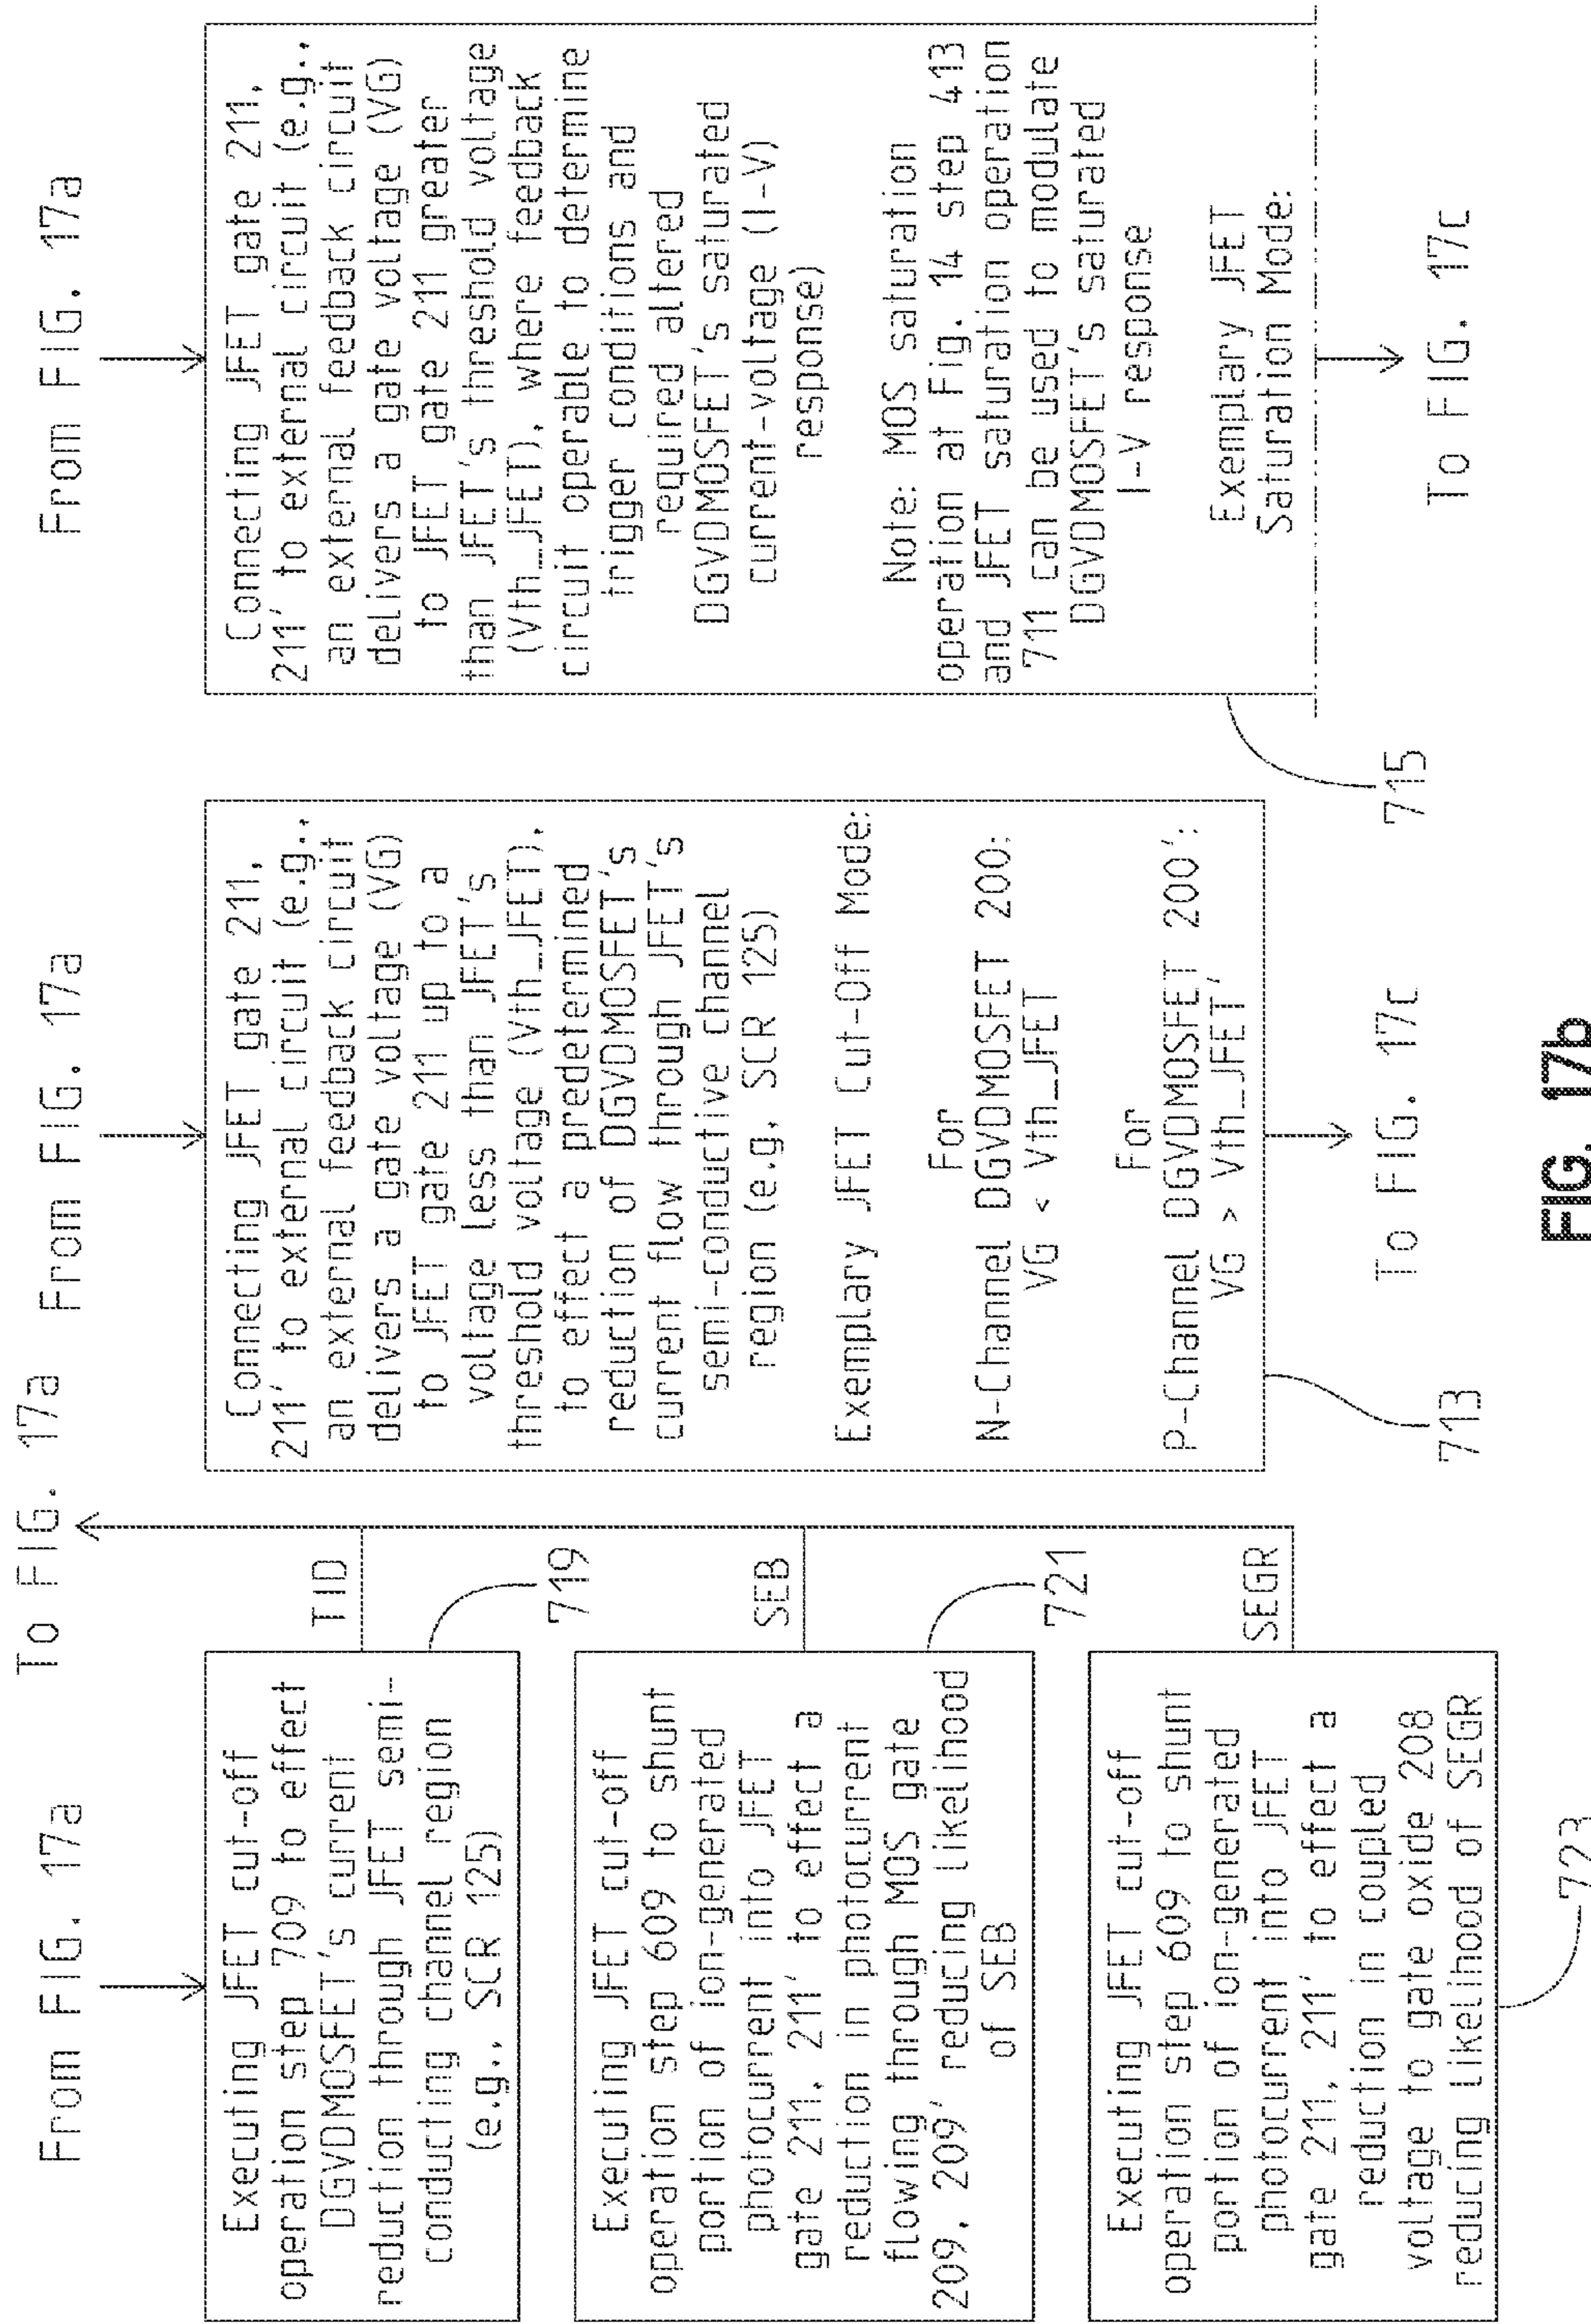 From FIG. 17a
To FIG. 17a
Executing JFET cut-off
operation step 709 to effect
DGVDMOSFET's current
reduction through JFET semi-
conducting channel region
(e.g., SCR 125)
TID
719
Executing JFET cut-off
operation step 609 to shunt
portion of ion-generated
photocurrent into JFET
gate 211, 211' to effect a
reduction in photocurrent
flowing through MOS gate
209, 209' reducing likelihood
of SEB
SEB
721
Executing JFET cut-off
operation step 609 to shunt
portion of ion-generated
photocurrent into JFET
gate 211, 211' to effect a
reduction in coupled
voltage to gate oxide 208
reducing likelihood of SEGR
SEGR
723
From FIG. 17a
Connecting JFET gate 211,
211' to external circuit (e.g.,
an external feedback circuit
delivers a gate voltage (VG)
to JFET gate 211 up to a
voltage less than JFET's
threshold voltage (Vth_JFET),
to effect a predetermined
reduction of DGVDMOSFET's
current flow through JFET's
semi-conductive channel
region (e.g, SCR 125)
Exemplary JFET Cut-Off Mode:
For
N-Channel DGVDMOSFET 200:
VG < Vth_JFET
For
P-Channel DGVDMOSFET 200':
VG > Vth_JFET'
713
To FIG. 17c
From FIG. 17a
Connecting JFET gate 211,
211' to external circuit (e.g.,
an external feedback circuit
delivers a gate voltage (VG)
to JFET gate 211 greater
than JFET's threshold voltage
(Vth_JFET), where feedback
circuit operable to determine
trigger conditions and
required altered
DGVDMOSFET's saturated
current-voltage (I-V)
response)
Note: MOS saturation
operation at Fig. 14 step 413
and JFET saturation operation
711 can be used to modulate
DGVDMOSFET's saturated
I-V response
Exemplary JFET
Saturation Mode:
715
To FIG. 17c
FIG. 17b